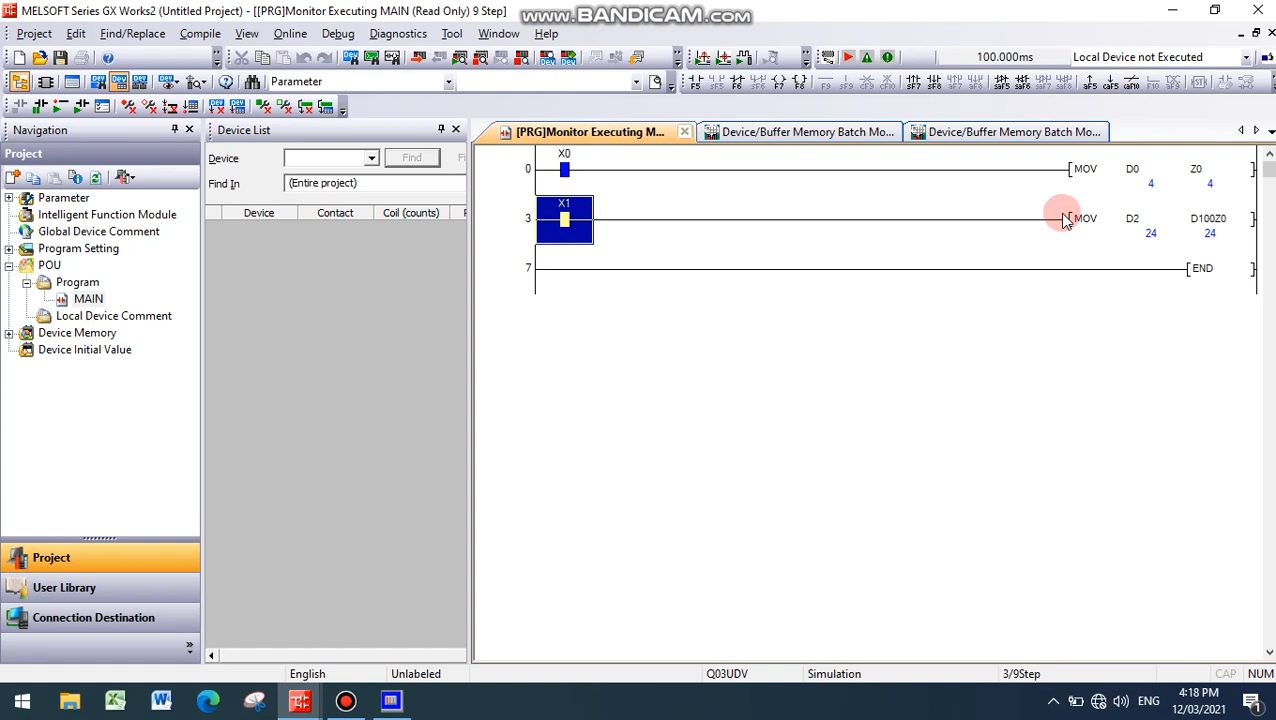 MELSOFT Series GX Works2 (Untitled Project) - [[PRG]Monitor Executing MAIN (Read Only) 9 Step]
www.BANDICAM.com
Project Edit Find/Replace Compile View Online Debug Diagnostics Tool Window Help
100.000ms Local Device not Executed
Parameter
Navigation
Device List
[PRG]Monitor Executing M... Device/Buffer Memory Batch Mo... Device/Buffer Memory Batch Mo...
Project
Device Find
Find In (Entire project)
Device Contact Coil (counts)
Parameter
Intelligent Function Module
Global Device Comment
Program Setting
POU
Program
MAIN
Local Device Comment
Device Memory
Device Initial Value
X0
0 MOV D0 Z0
4 4
X1
3 MOV D2 D100Z0
24 24
7 END
Project
User Library
Connection Destination
English Unlabeled Q03UDV Simulation 3/9Step CAP NUM
ENG 4:18 PM
12/03/2021